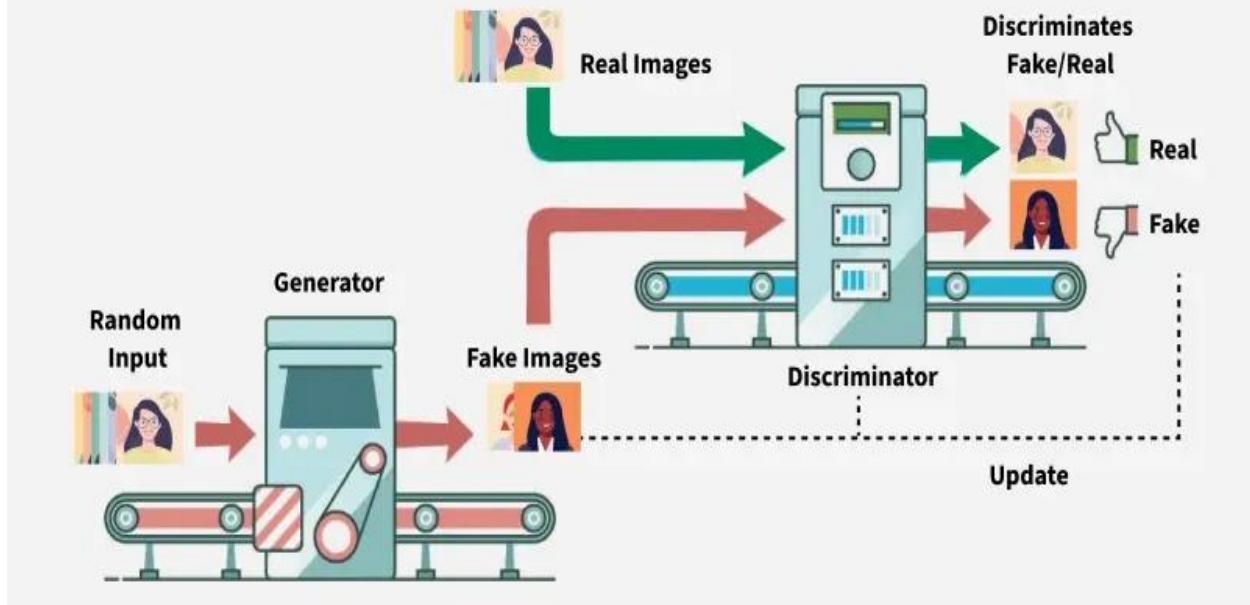 Discriminates
Fake/Real
Real Images
Real
Fake
Generator
Random
Input
Fake Images
Discriminator
Update